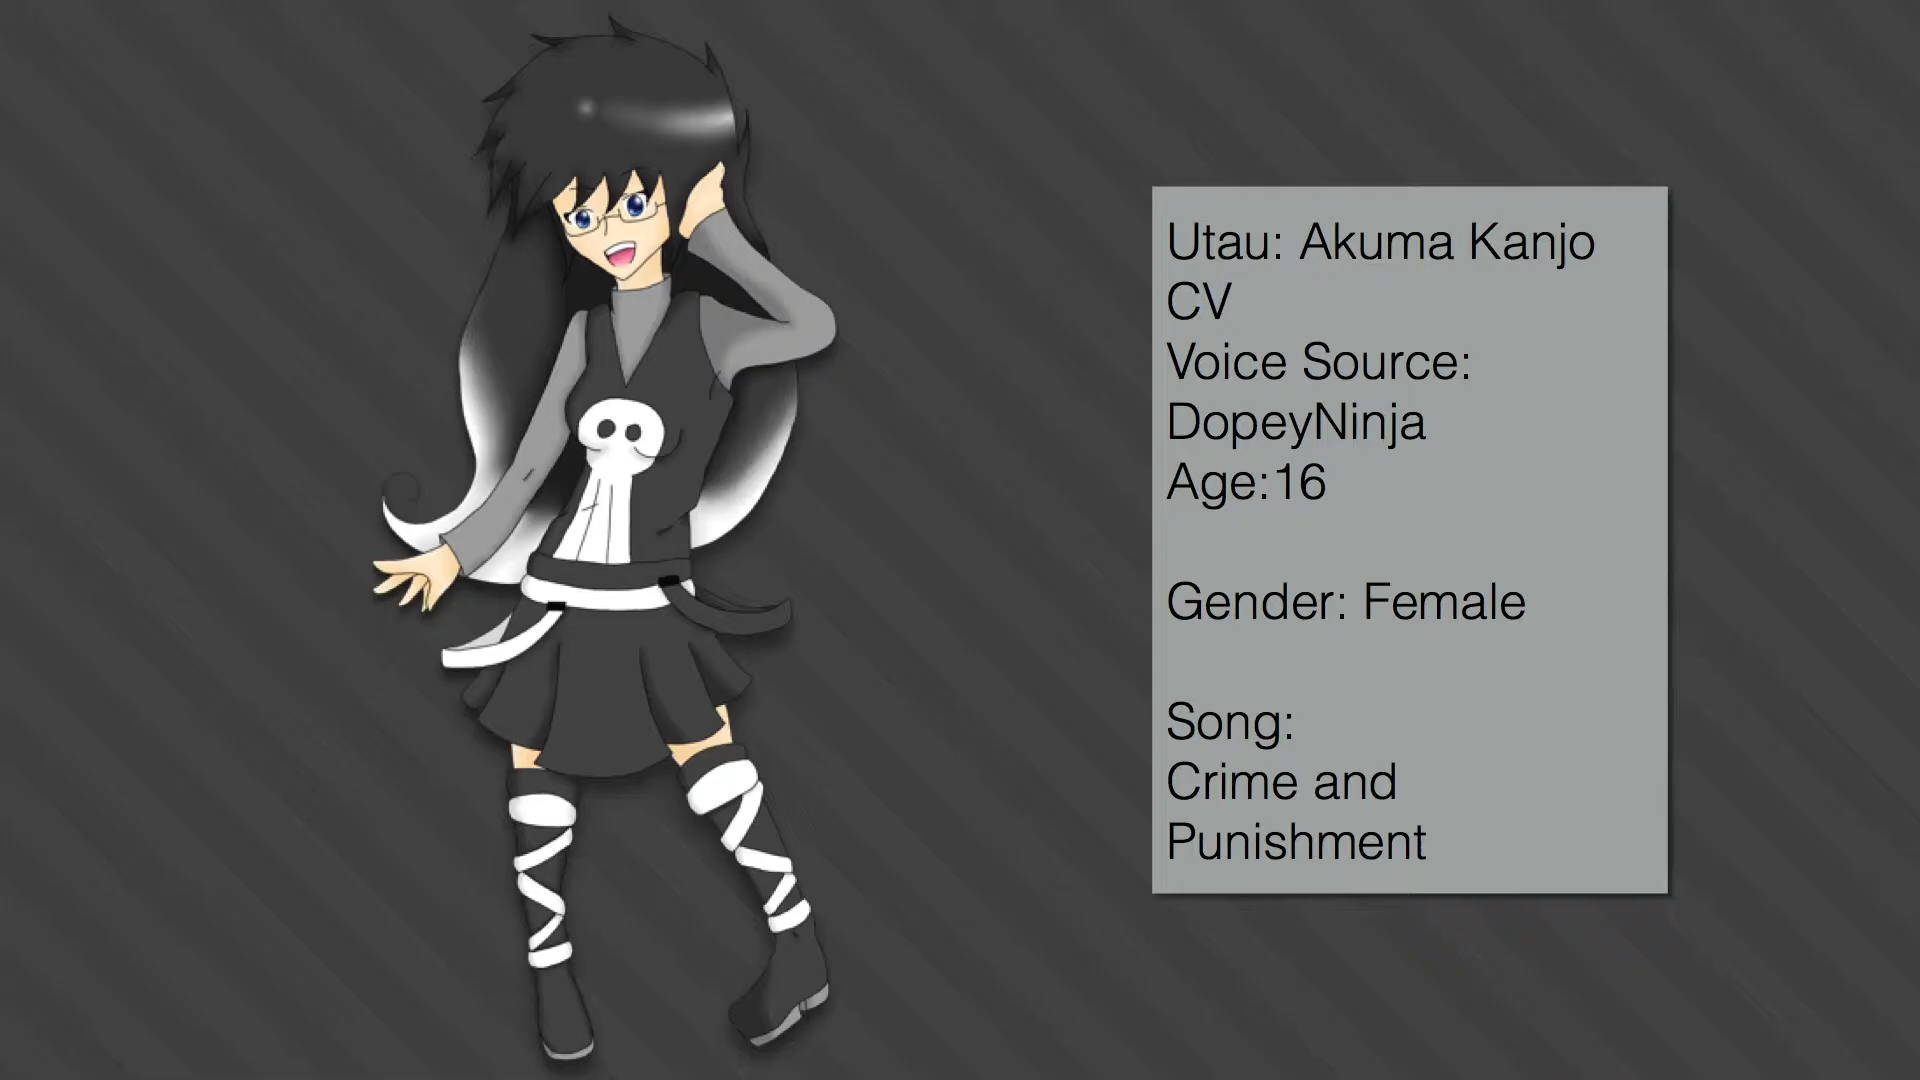 Utau: Akuma Kanjo
CV
Voice Source:
DopeyNinja
Age:16
Gender: Female
Song:
Crime and
Punishment